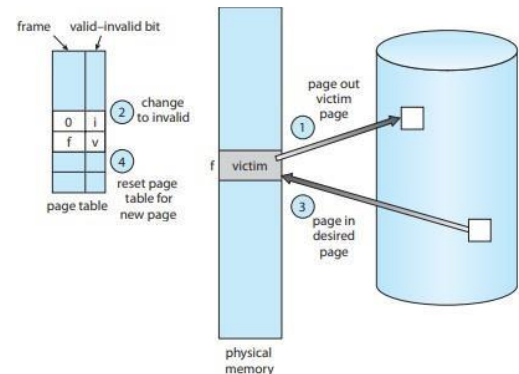 frame valid–invalid bit
0 i
f v
page table
2 change
to invalid
4 reset page
table for
new page
page out
victim
page
1
f victim
3
page in
desired
page
physical
memory